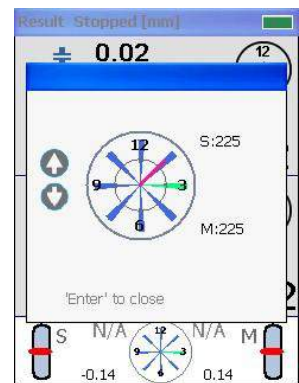 Result Stopped [mm]
0.02
12
12
S:225
9
3
6
M:225
2
'Enter' to close
S N/A 12 N/A M
9 3
6
-0.14 0.14